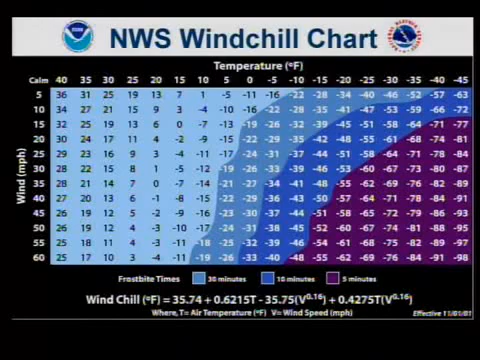 NWS Windchill Chart
Temperature (°F)
Calm 40 35 30 25 20 15 10 5 0 -5 -10 -15 -20 -25 -30 -35 -40 -45
5 36 31 25 19 13 7 1 -5 -11 -16 -22 -28 -34 -40 -46 -52 -57 -63
10 34 27 21 15 9 3 -4 -10 -16 -22 -28 -35 -41 -47 -53 -59 -66 -72
15 32 25 19 13 6 0 -7 -13 -19 -26 -32 -39 -45 -51 -58 -64 -71 -77
20 30 24 17 11 4 -2 -9 -15 -22 -29 -35 -42 -48 -55 -61 -68 -74 -81
25 29 23 16 9 3 -4 -11 -17 -24 -31 -37 -44 -51 -58 -64 -71 -78 -84
30 28 22 15 8 1 -5 -12 -19 -26 -33 -39 -46 -53 -60 -67 -73 -80 -87
35 28 21 14 7 0 -7 -14 -21 -27 -34 -41 -48 -55 -62 -69 -76 -82 -89
40 27 20 13 6 -1 -8 -15 -22 -29 -36 -43 -50 -57 -64 -71 -78 -84 -91
45 26 19 12 5 -2 -9 -16 -23 -30 -37 -44 -51 -58 -65 -72 -79 -86 -93
50 26 19 12 4 -3 -10 -17 -24 -31 -38 -45 -52 -60 -67 -74 -81 -88 -95
55 25 18 11 4 -3 -11 -18 -25 -32 -39 -46 -54 -61 -68 -75 -82 -89 -97
60 25 17 10 3 -4 -11 -19 -26 -33 -40 -48 -55 -62 -69 -76 -84 -91 -98
Wind (mph)
Frostbite Times 30 minutes 10 minutes 5 minutes
Wind Chill (°F) = 35.74 + 0.6215T - 35.75(V0.16) + 0.4275T(V0.16)
Where, T= Air Temperature (°F) V= Wind Speed (mph)
Effective 11/01/01